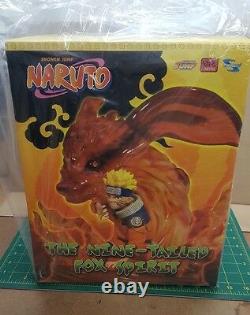 SHONEN JUMP
NARUTO
THE NINE-TAILED
FOX SPIRIT